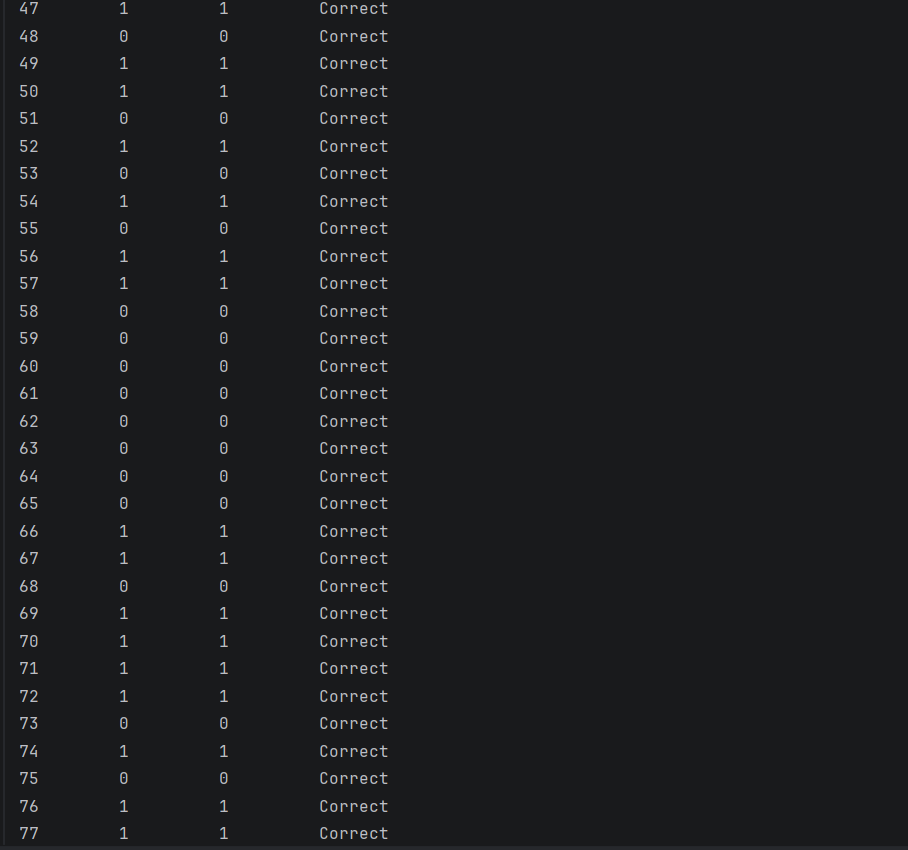 47 1 1 Correct
48 0 0 Correct
49 1 1 Correct
50 1 1 Correct
51 0 0 Correct
52 1 1 Correct
53 0 0 Correct
54 1 1 Correct
55 0 0 Correct
56 1 1 Correct
57 1 1 Correct
58 0 0 Correct
59 0 0 Correct
60 0 0 Correct
61 0 0 Correct
62 0 0 Correct
63 0 0 Correct
64 0 0 Correct
65 0 0 Correct
66 1 1 Correct
67 1 1 Correct
68 0 0 Correct
69 1 1 Correct
70 1 1 Correct
71 1 1 Correct
72 1 1 Correct
73 0 0 Correct
74 1 1 Correct
75 0 0 Correct
76 1 1 Correct
77 1 1 Correct